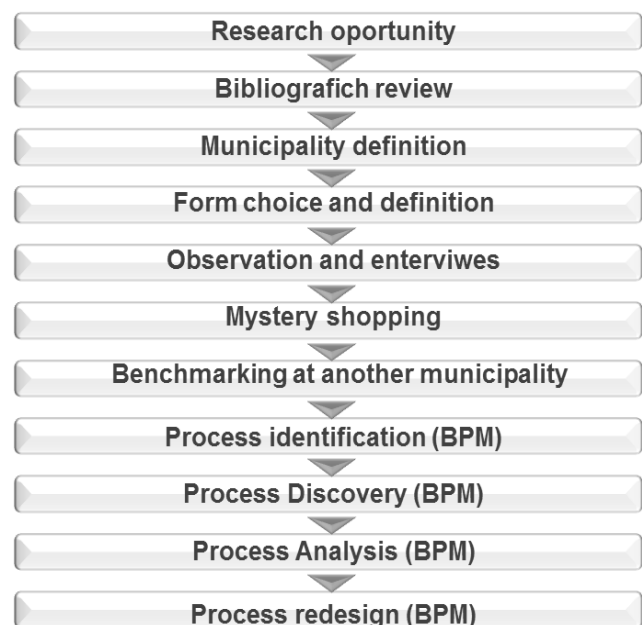 Research oportunity
Bibliografich review
Municipality definition
Form choice and definition
Observation and enterviwes
Mystery shopping
Benchmarking at another municipality
Process identification (BPM)
Process Discovery (BPM)
Process Analysis (BPM)
Process redesign (BPM)